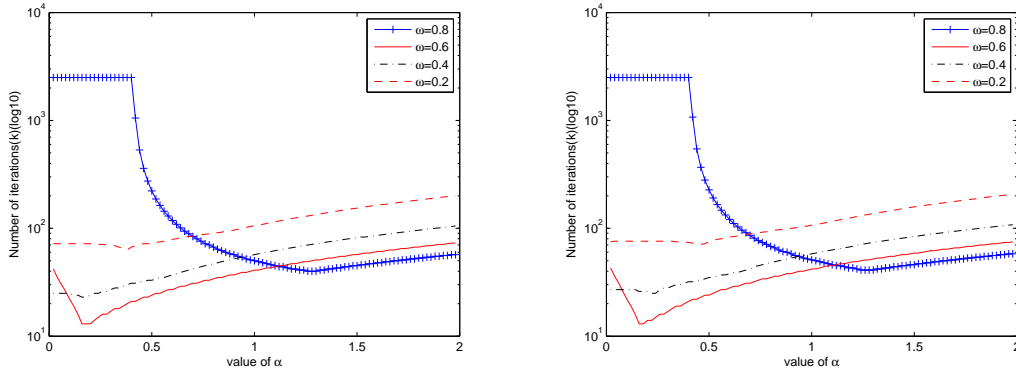 10^4
10^3
10^2
10^1
Number of iterations(k)(log10)
0 0.5 1 1.5 2
value of α
ω=0.8
ω=0.6
ω=0.4
ω=0.2
10^4
10^3
10^2
10^1
Number of iterations(k)(log10)
0 0.5 1 1.5 2
value of α
ω=0.8
ω=0.6
ω=0.4
ω=0.2